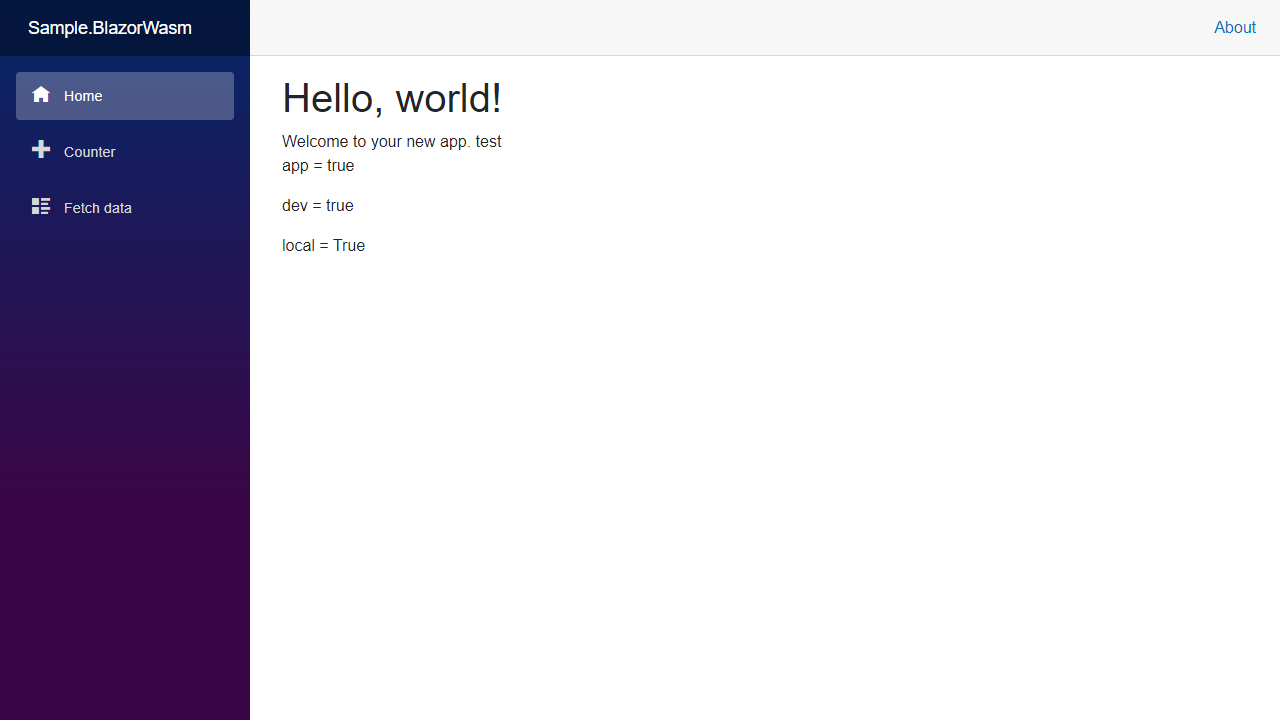 Sample.BlazorWasm
About
Home
Counter
Fetch data
Hello, world!
Welcome to your new app. test
app = true
dev = true
local = True